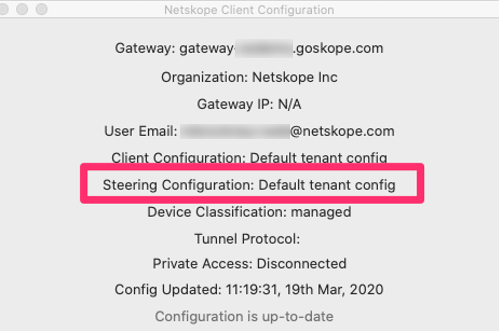 Netskope Client Configuration
Gateway: gateway- .goskope.com
Organization: Netskope Inc
Gateway IP: N/A
User Email: @netskope.com
Client Configuration: Default tenant config
Steering Configuration: Default tenant config
Device Classification: managed
Tunnel Protocol:
Private Access: Disconnected
Config Updated: 11:19:31, 19th Mar, 2020
Configuration is up-to-date